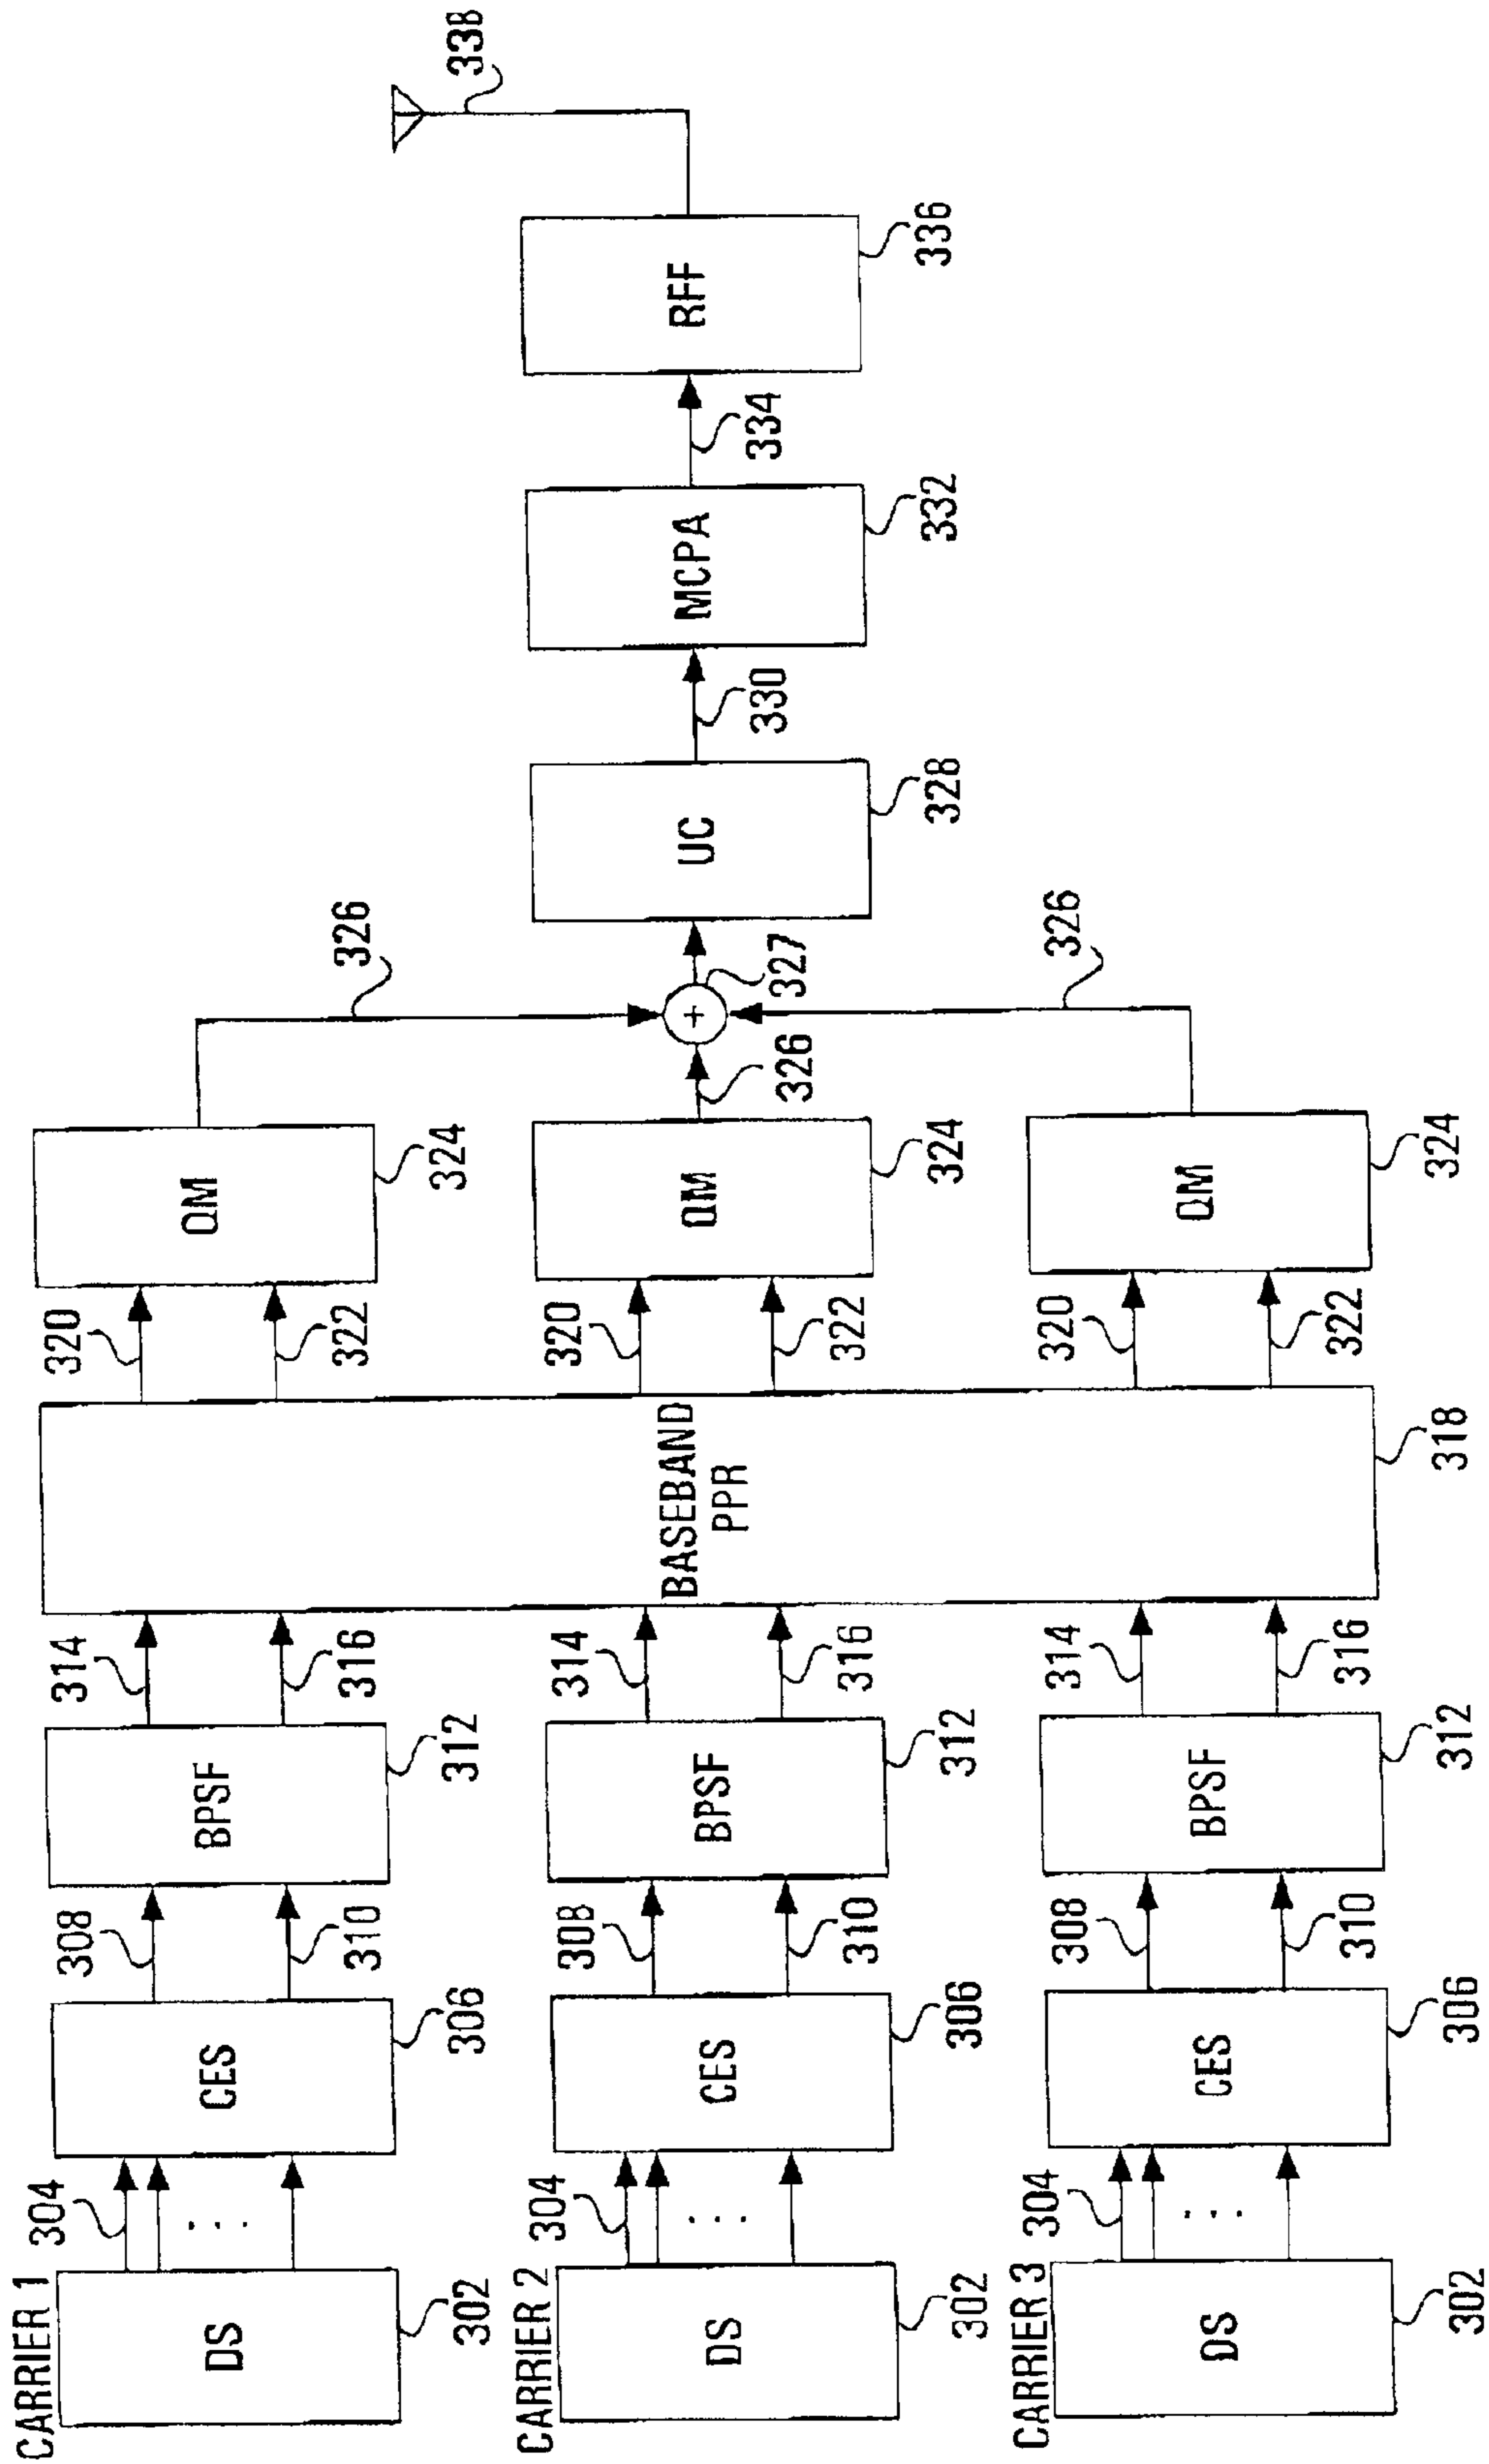 CARRIER 1
DS
302
304
. . .
CES
306
308
310
BPSF
312
314
316
320
322
QM
324
326
CARRIER 2
DS
302
304
. . .
CES
306
308
310
BPSF
312
314
316
BASEBAND
PPR
318
320
322
QM
324
326
+
327
UC
328
330
MCPA
332
334
RFF
336
338
CARRIER 3
DS
302
304
. . .
CES
306
308
310
BPSF
312
314
316
320
322
QM
324
326